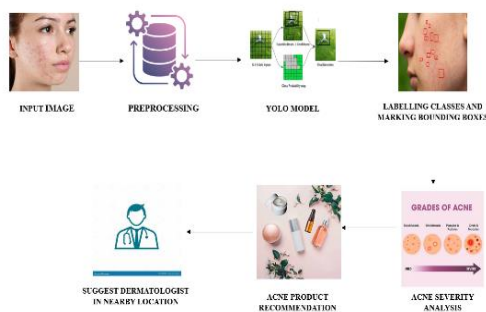 INPUT IMAGE
PREPROCESSING
YOLO MODEL
LABELLING CLASSES AND
MARKING BOUNDING BOXES
GRADES OF ACNE
SUGGEST DERMATOLOGIST
IN NEARBY LOCATION
ACNE PRODUCT
RECOMMENDATION
ACNE SEVERITY
ANALYSIS